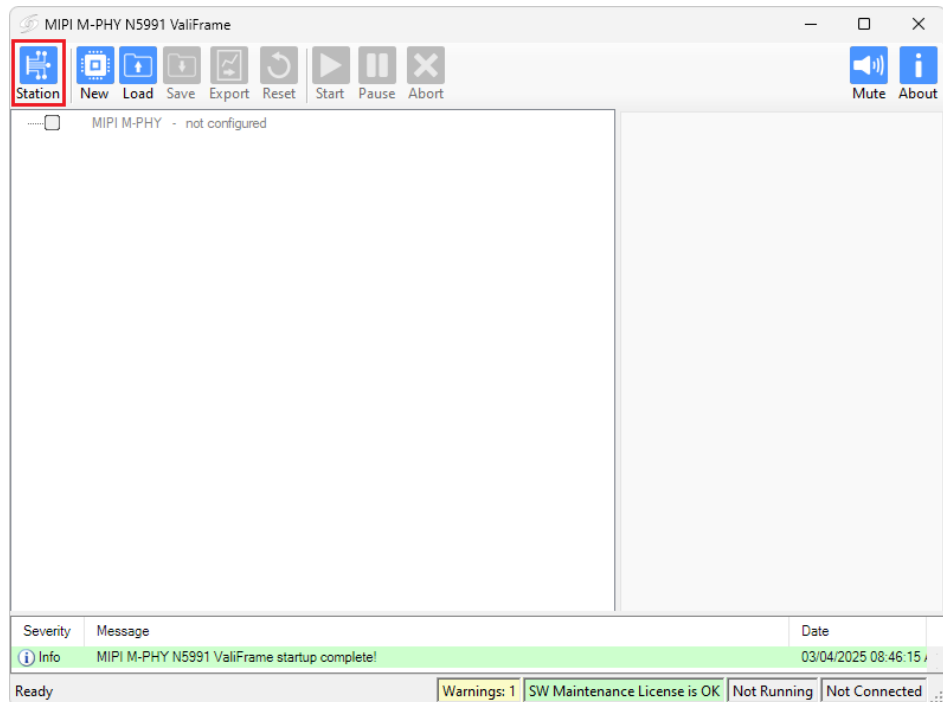 MIPI M-PHY N5991 ValiFrame
Station New Load Save Export Reset Start Pause Abort Mute About
MIPI M-PHY - not configured
Severity Message Date
Info MIPI M-PHY N5991 ValiFrame startup complete! 03/04/2025 08:46:15
Ready Warnings: 1 SW Maintenance License is OK Not Running Not Connected